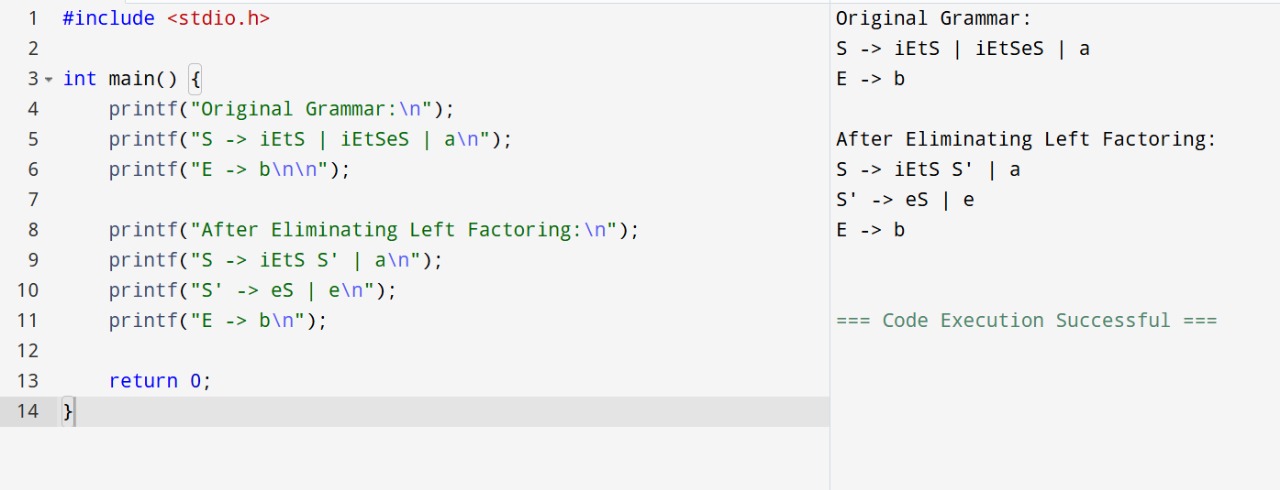 1 #include <stdio.h>
2
3 int main() {
4     printf("Original Grammar:\n");
5     printf("S -> iEtS | iEtSeS | a\n");
6     printf("E -> b\n\n");
7
8     printf("After Eliminating Left Factoring:\n");
9     printf("S -> iEtS S' | a\n");
10     printf("S' -> eS | e\n");
11     printf("E -> b\n");
12
13     return 0;
14 }
Original Grammar:
S -> iEtS | iEtSeS | a
E -> b

After Eliminating Left Factoring:
S -> iEtS S' | a
S' -> eS | e
E -> b

=== Code Execution Successful ===